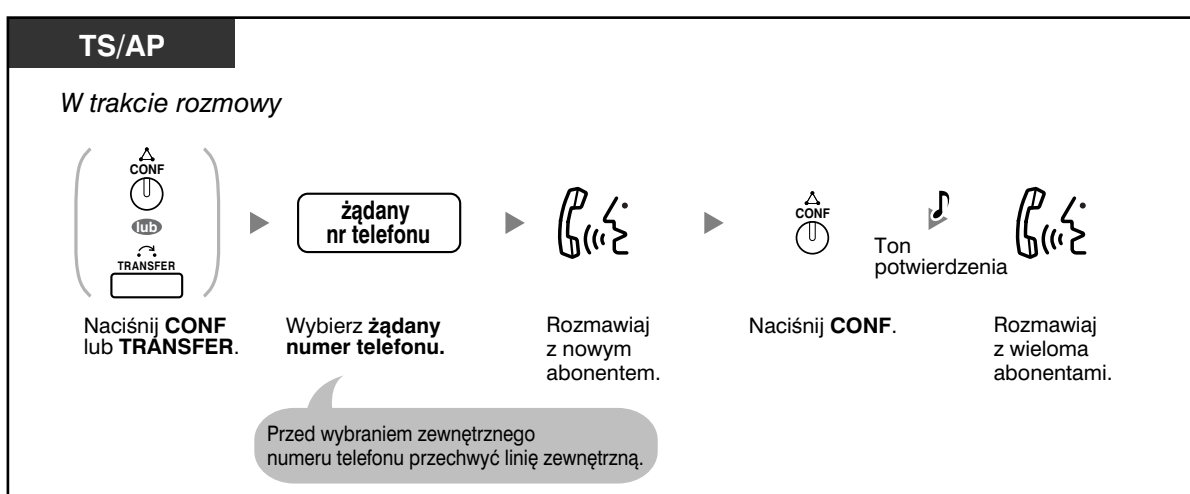 TS/AP
W trakcie rozmowy
CONF
lub
TRANSFER
żądany
nr telefonu
CONF
Ton
potwierdzenia
Naciśnij CONF
lub TRANSFER.
Wybierz żądany
numer telefonu.
Rozmawiaj
z nowym
abonentem.
Naciśnij CONF.
Rozmawiaj
z wieloma
abonentami.
Przed wybraniem zewnętrznego
numeru telefonu przechwyć linię zewnętrzną.